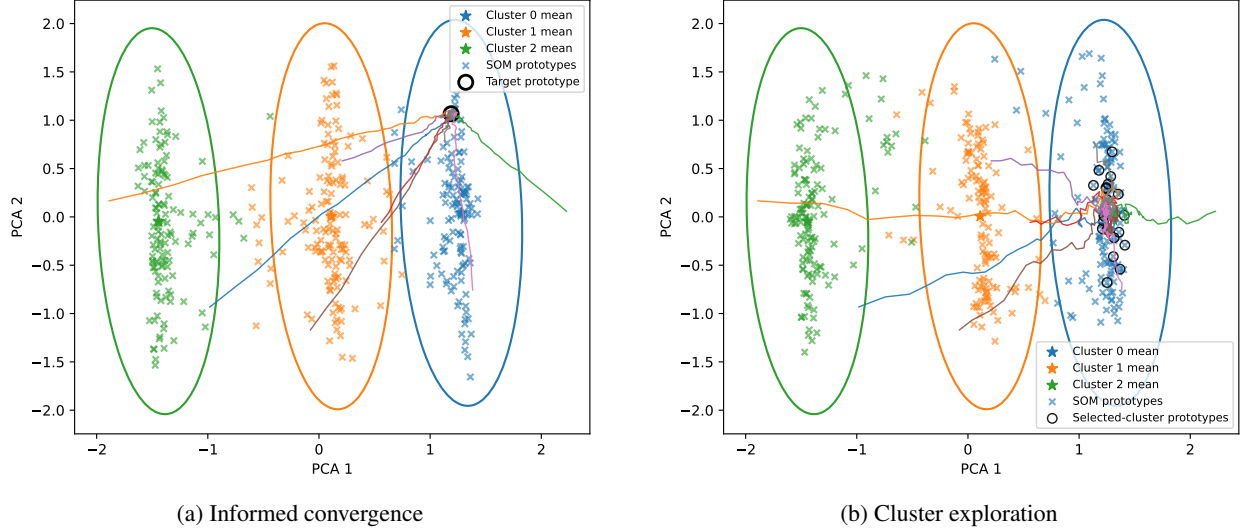 2.0
1.5
1.0
0.5
0.0
−0.5
−1.0
−1.5
−2.0
PCA 2
−2
−1
0
1
2
PCA 1
Cluster 0 mean
Cluster 1 mean
Cluster 2 mean
SOM prototypes
Target prototype
(a) Informed convergence
2.0
1.5
1.0
0.5
0.0
−0.5
−1.0
−1.5
−2.0
PCA 2
−2
−1
0
1
2
PCA 1
Cluster 0 mean
Cluster 1 mean
Cluster 2 mean
SOM prototypes
Selected-cluster prototypes
(b) Cluster exploration